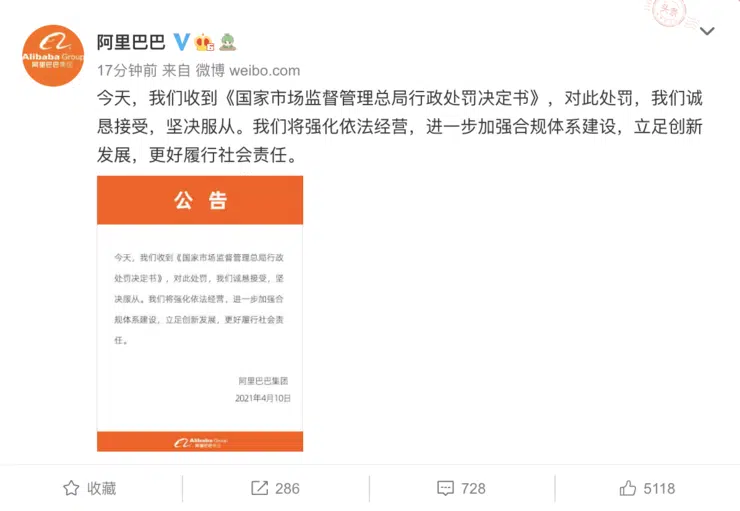 阿里巴巴
Alibaba Group
阿里巴巴集团
17分钟前 来自 微博 weibo.com
今天，我们收到《国家市场监督管理总局行政处罚决定书》，对此处罚，我们诚
恳接受，坚决服从。我们将强化依法经营，进一步加强合规体系建设，立足创新
发展，更好履行社会责任。
公 告
今天，我们收到《国家市场监督管理总局行政
处罚决定书》，对此处罚，我们诚恳接受，坚
决服从。我们将强化依法经营，进一步加强合
规体系建设，立足创新发展，更好履行社会责
任。
阿里巴巴集团
2021年4月10日
Alibaba Group
阿里巴巴集团
收藏
286
728
5118